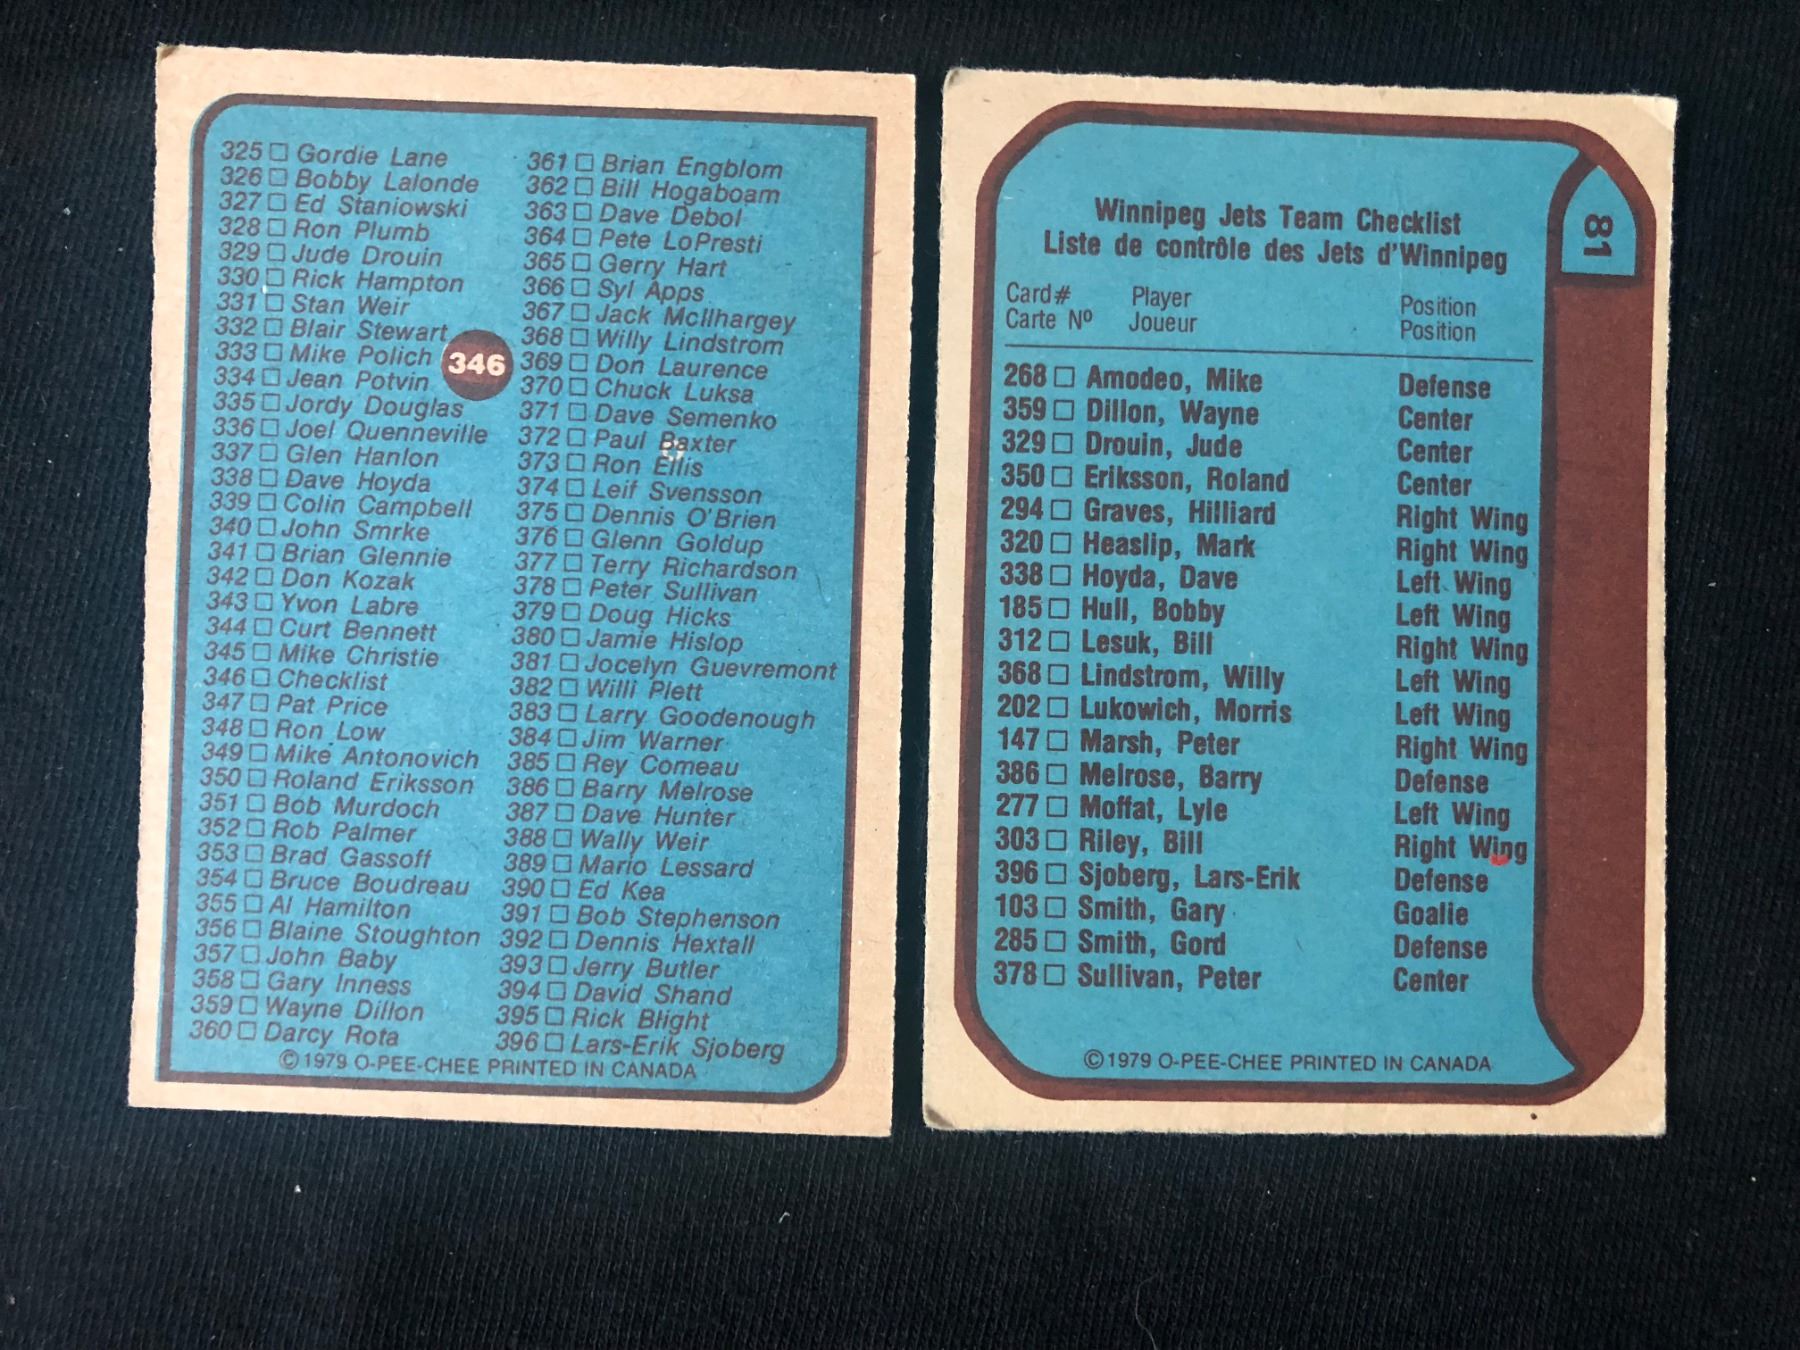 325 □ Gordie Lane
326 □ Bobby Lalonde
327 □ Ed Staniowski
328 □ Ron Plumb
329 □ Jude Drouin
330 □ Rick Hampton
331 □ Stan Weir
332 □ Blair Stewart
333 □ Mike Polich
334 □ Jean Potvin
335 □ Jordy Douglas
336 □ Joel Quenneville
337 □ Glen Hanlon
338 □ Dave Hoyda
339 □ Colin Campbell
340 □ John Smrke
341 □ Brian Glennie
342 □ Don Kozak
343 □ Yvon Labre
344 □ Curt Bennett
345 □ Mike Christie
346 □ Checklist
347 □ Pat Price
348 □ Ron Low
349 □ Mike Antonovich
350 □ Roland Eriksson
351 □ Bob Murdoch
352 □ Rob Palmer
353 □ Brad Gassoff
354 □ Bruce Boudreau
355 □ Al Hamilton
356 □ Blaine Stoughton
357 □ John Baby
358 □ Gary Inness
359 □ Wayne Dillon
360 □ Darcy Rota
346
361 □ Brian Engblom
362 □ Bill Hogaboam
363 □ Dave Debol
364 □ Pete LoPresti
365 □ Gerry Hart
366 □ Syl Apps
367 □ Jack McIlhargey
368 □ Willy Lindstrom
369 □ Don Laurence
370 □ Chuck Luksa
371 □ Dave Semenko
372 □ Paul Baxter
373 □ Ron Ellis
374 □ Leif Svensson
375 □ Dennis O'Brien
376 □ Glenn Goldup
377 □ Terry Richardson
378 □ Peter Sullivan
379 □ Doug Hicks
380 □ Jamie Hislop
381 □ Jocelyn Guevremont
382 □ Willi Plett
383 □ Larry Goodenough
384 □ Jim Warner
385 □ Rey Comeau
386 □ Barry Melrose
387 □ Dave Hunter
388 □ Wally Weir
389 □ Mario Lessard
390 □ Ed Kea
391 □ Bob Stephenson
392 □ Dennis Hextall
393 □ Jerry Butler
394 □ David Shand
395 □ Rick Blight
396 □ Lars-Erik Sjoberg
© 1979 O-PEE-CHEE PRINTED IN CANADA
81
Winnipeg Jets Team Checklist
Liste de contrôle des Jets d'Winnipeg
Card# Player Position
Carte Nº Joueur Position
268 □ Amodeo, Mike Defense
359 □ Dillon, Wayne Center
329 □ Drouin, Jude Center
350 □ Eriksson, Roland Center
294 □ Graves, Hilliard Right Wing
320 □ Heaslip, Mark Right Wing
338 □ Hoyda, Dave Left Wing
185 □ Hull, Bobby Left Wing
312 □ Lesuk, Bill Right Wing
368 □ Lindstrom, Willy Left Wing
202 □ Lukowich, Morris Left Wing
147 □ Marsh, Peter Right Wing
386 □ Melrose, Barry Defense
277 □ Moffat, Lyle Left Wing
303 □ Riley, Bill Right Wing
396 □ Sjoberg, Lars-Erik Defense
103 □ Smith, Gary Goalie
285 □ Smith, Gord Defense
378 □ Sullivan, Peter Center
© 1979 O-PEE-CHEE PRINTED IN CANADA